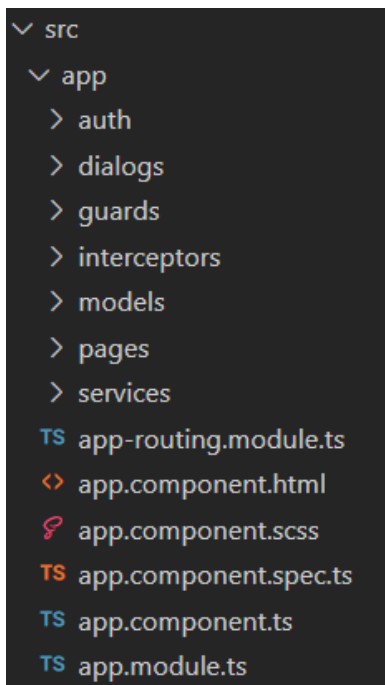 src
app
auth
dialogs
guards
interceptors
models
pages
services
TS app-routing.module.ts
<> app.component.html
app.component.scss
TS app.component.spec.ts
TS app.component.ts
TS app.module.ts